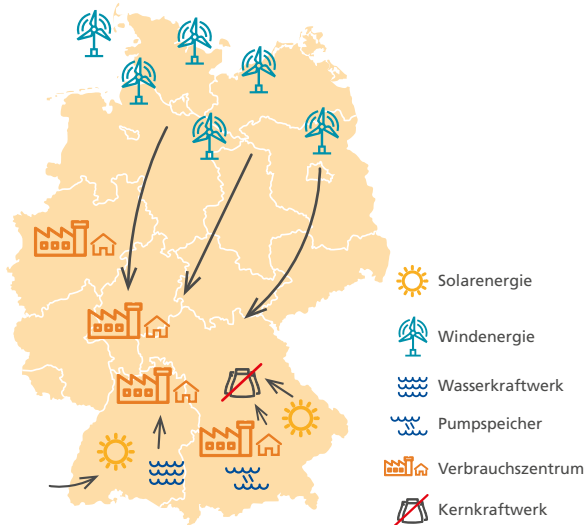 Solarenergie
Windenergie
Wasserkraftwerk
Pumpspeicher
Verbrauchszentrum
Kernkraftwerk